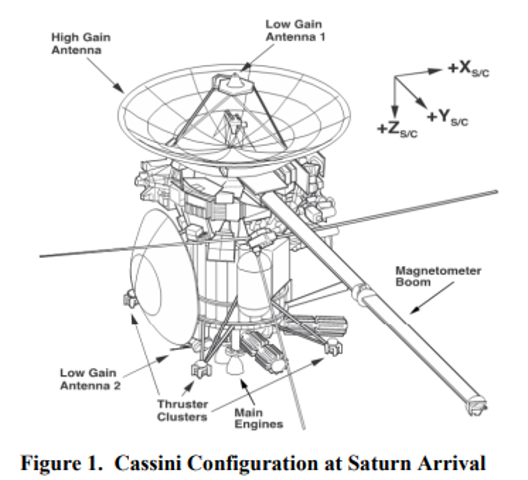 Low Gain
Antenna 1
High Gain
Antenna
+X S/C
+Y S/C
+Z S/C
Magnetometer
Boom
Low Gain
Antenna 2
Thruster
Clusters
Main
Engines
Figure 1. Cassini Configuration at Saturn Arrival